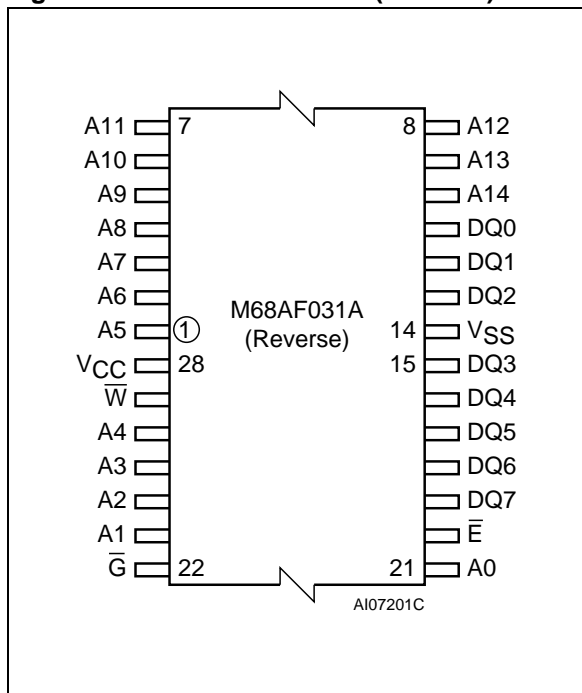 A11 7 8 A12
A10 A13
A9 A14
A8 DQ0
A7 DQ1
A6 DQ2
M68AF031A
A5 1 14 VSS
(Reverse)
VCC 28 15 DQ3
W̅ DQ4
A4 DQ5
A3 DQ6
A2 DQ7
A1 E̅
G̅ 22 21 A0
AI07201C